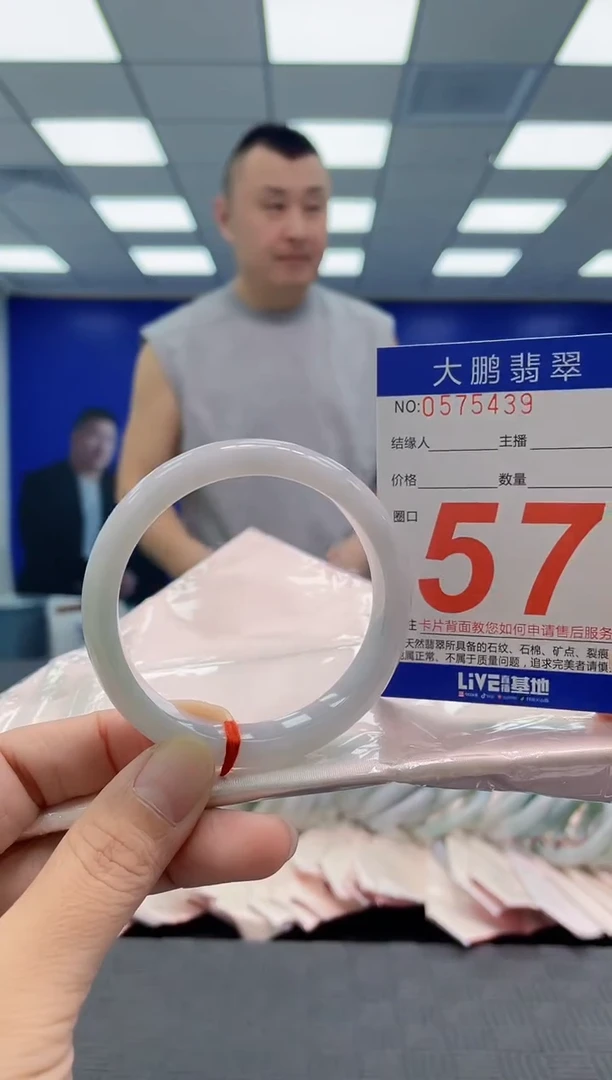 大鹏翡翠
NO:0575439
结缘人 主播
价格 数量
圈口
57
注 卡片背面教您如何申请售后服务
天然翡翠所具备的石纹、石棉、矿点、裂痕
属正常、不属于质量问题，追求完美者请慎
LiVE 基地